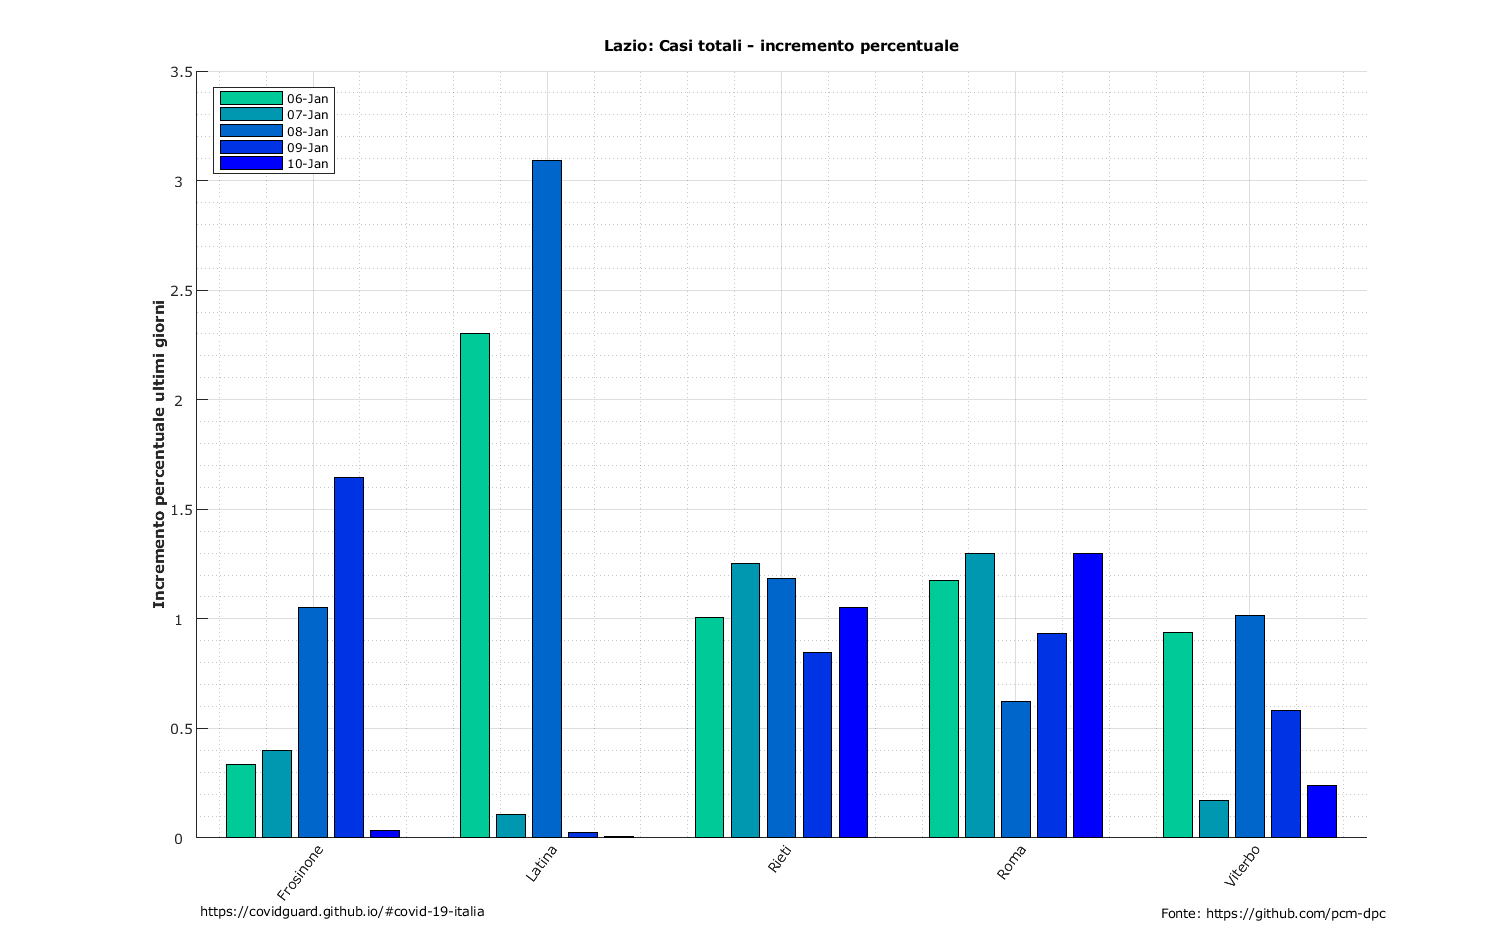 Lazio: Casi totali - incremento percentuale
3.5
3
2.5
2
1.5
1
0.5
0
Incremento percentuale ultimi giorni
06-Jan
07-Jan
08-Jan
09-Jan
10-Jan
Frosinone
Latina
Rieti
Roma
Viterbo
https://covidguard.github.io/#covid-19-italia
Fonte: https://github.com/pcm-dpc